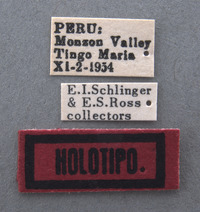 PERU:
Monzon Valley
Tingo Maria
XI-2-1954
E.I.Schlinger
& E.S.Ross
collectors
HOLOTIPO.